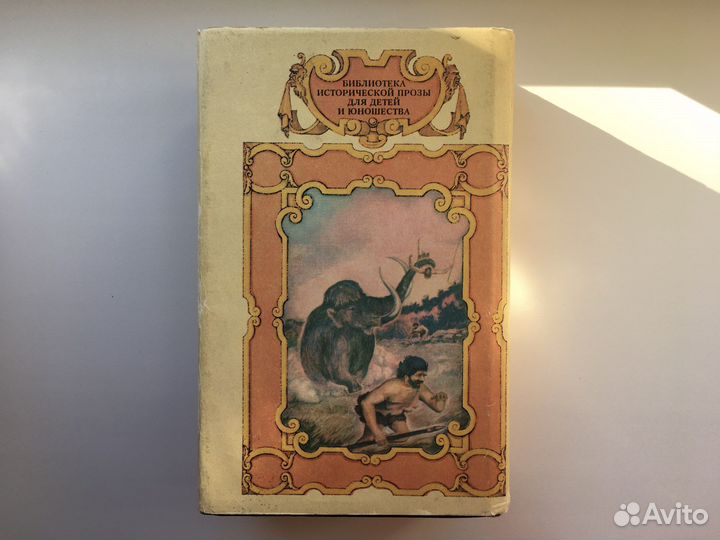 БИБЛИОТЕКА
ИСТОРИЧЕСКОЙ ПРОЗЫ
ДЛЯ ДЕТЕЙ
И ЮНОШЕСТВА
Avito